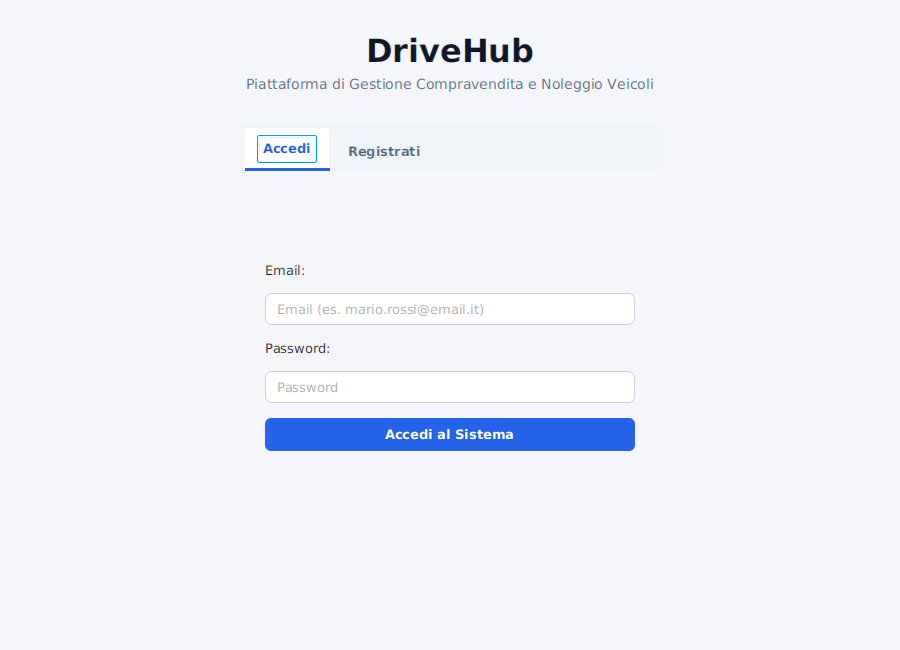 DriveHub
Piattaforma di Gestione Compravendita e Noleggio Veicoli
Accedi
Registrati
Email:
Email (es. mario.rossi@email.it)
Password:
Password
Accedi al Sistema